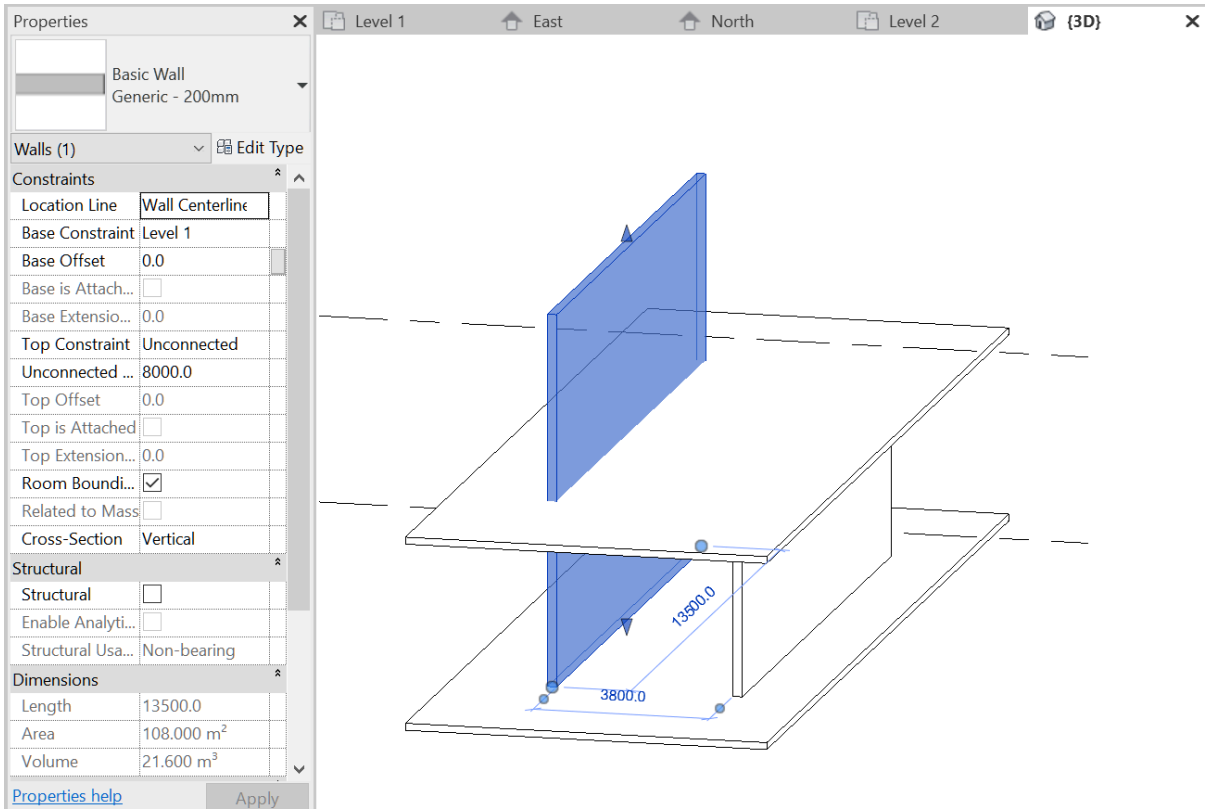 Properties
Level 1
East
North
Level 2
{3D}
Basic Wall
Generic - 200mm
Walls (1)
Edit Type
Constraints
Location Line Wall Centerline
Base Constraint Level 1
Base Offset 0.0
Base is Attach...
Base Extensio... 0.0
Top Constraint Unconnected
Unconnected ... 8000.0
Top Offset 0.0
Top is Attached
Top Extension... 0.0
Room Boundi...
Related to Mass
Cross-Section Vertical
Structural
Structural
Enable Analyti...
Structural Usa... Non-bearing
Dimensions
Length 13500.0
Area 108.000 m²
Volume 21.600 m³
Properties help
Apply
13500.0
3800.0